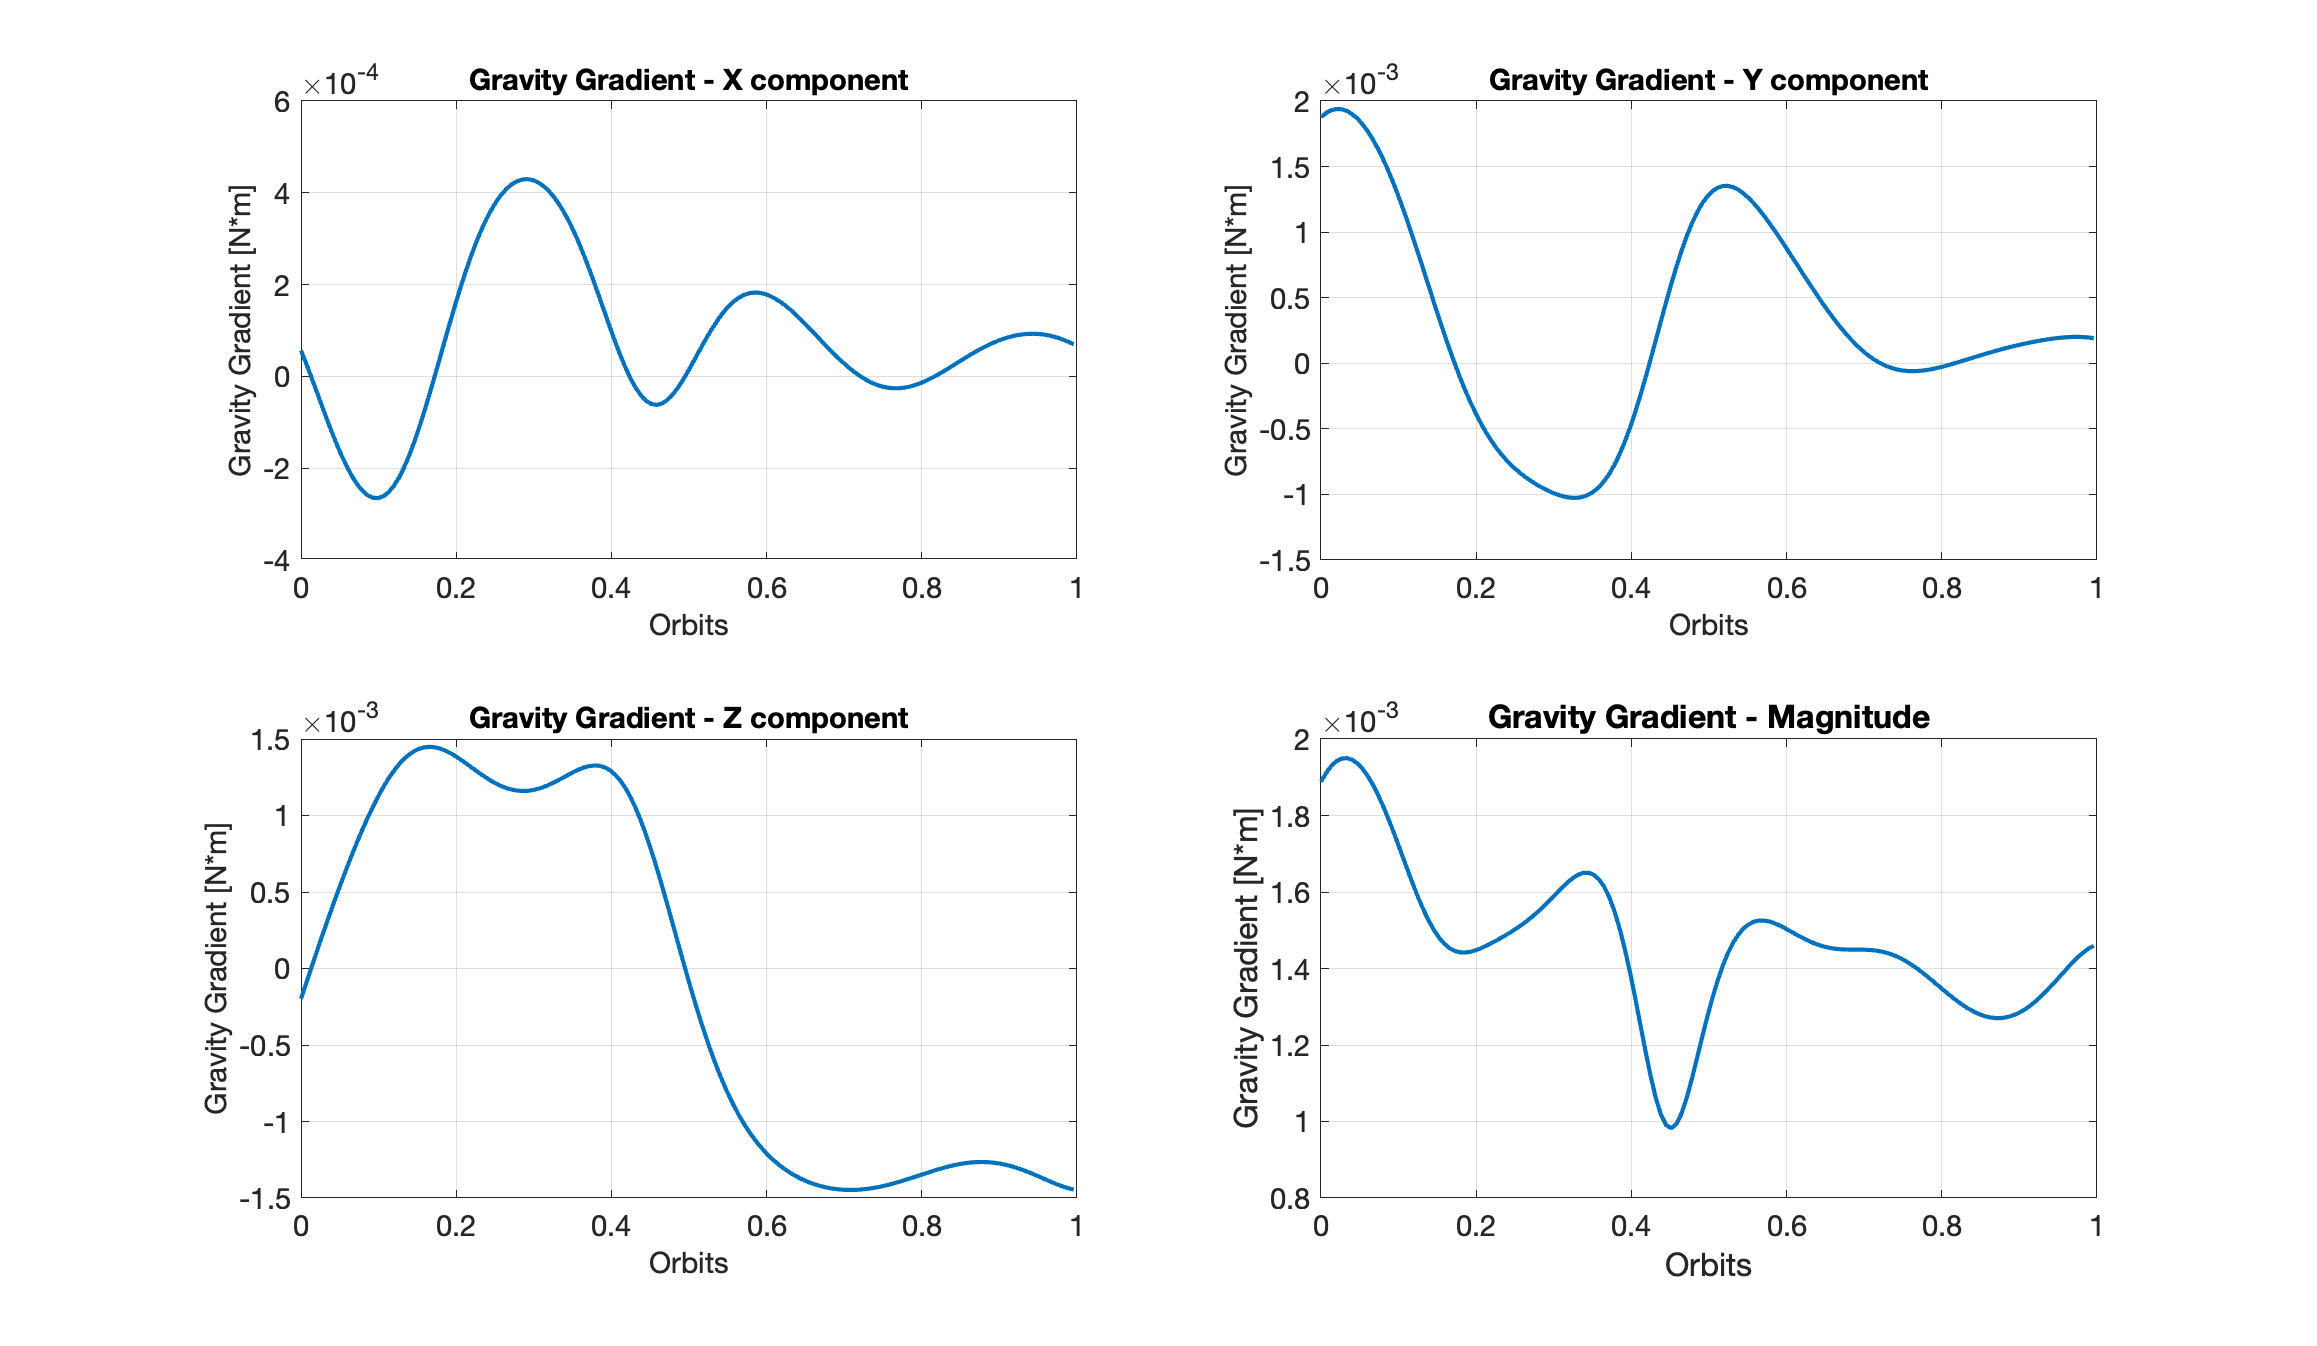 Gravity Gradient - X component
×10⁻⁴
6
4
2
0
-2
-4
Gravity Gradient [N*m]
0 0.2 0.4 0.6 0.8 1
Orbits
Gravity Gradient - Y component
×10⁻³
2
1.5
1
0.5
0
-0.5
-1
-1.5
Gravity Gradient [N*m]
0 0.2 0.4 0.6 0.8 1
Orbits
Gravity Gradient - Z component
×10⁻³
1.5
1
0.5
0
-0.5
-1
-1.5
Gravity Gradient [N*m]
0 0.2 0.4 0.6 0.8 1
Orbits
Gravity Gradient - Magnitude
×10⁻³
2
1.8
1.6
1.4
1.2
1
0.8
Gravity Gradient [N*m]
0 0.2 0.4 0.6 0.8 1
Orbits